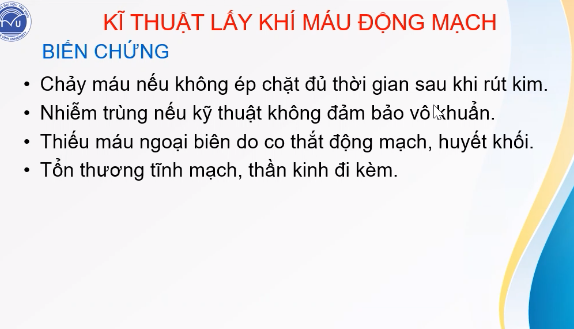 KĨ THUẬT LẤY KHÍ MÁU ĐỘNG MẠCH
BIẾN CHỨNG
• Chảy máu nếu không ép chặt đủ thời gian sau khi rút kim.
• Nhiễm trùng nếu kỹ thuật không đảm bảo vô khuẩn.
• Thiếu máu ngoại biên do co thắt động mạch, huyết khối.
• Tổn thương tĩnh mạch, thần kinh đi kèm.